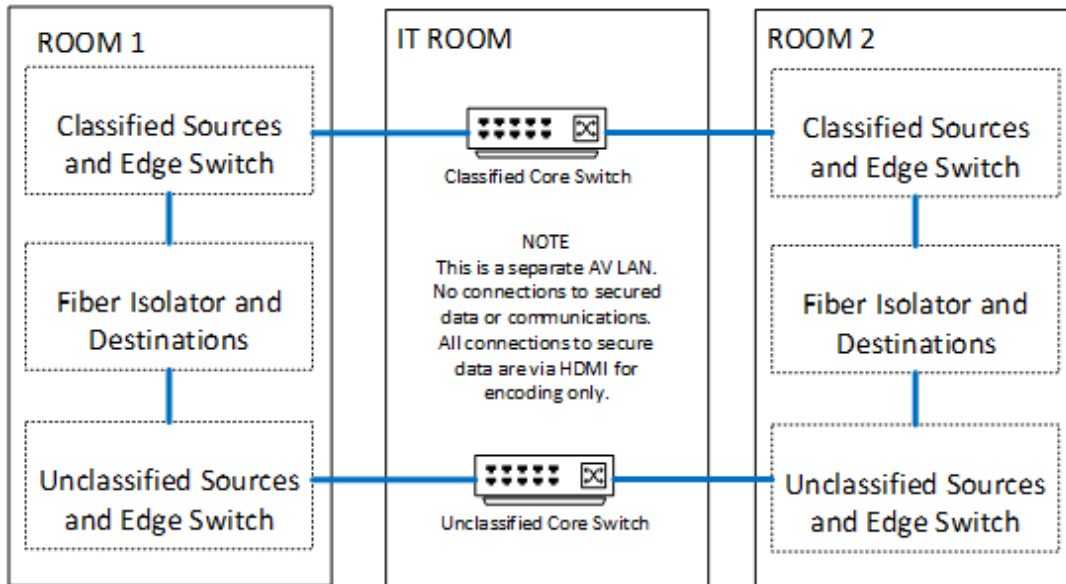 ROOM 1
Classified Sources
and Edge Switch
Fiber Isolator and
Destinations
Unclassified Sources
and Edge Switch
IT ROOM
Classified Core Switch
NOTE
This is a separate AV LAN.
No connections to secured
data or communications.
All connections to secure
data are via HDMI for
encoding only.
Unclassified Core Switch
ROOM 2
Classified Sources
and Edge Switch
Fiber Isolator and
Destinations
Unclassified Sources
and Edge Switch